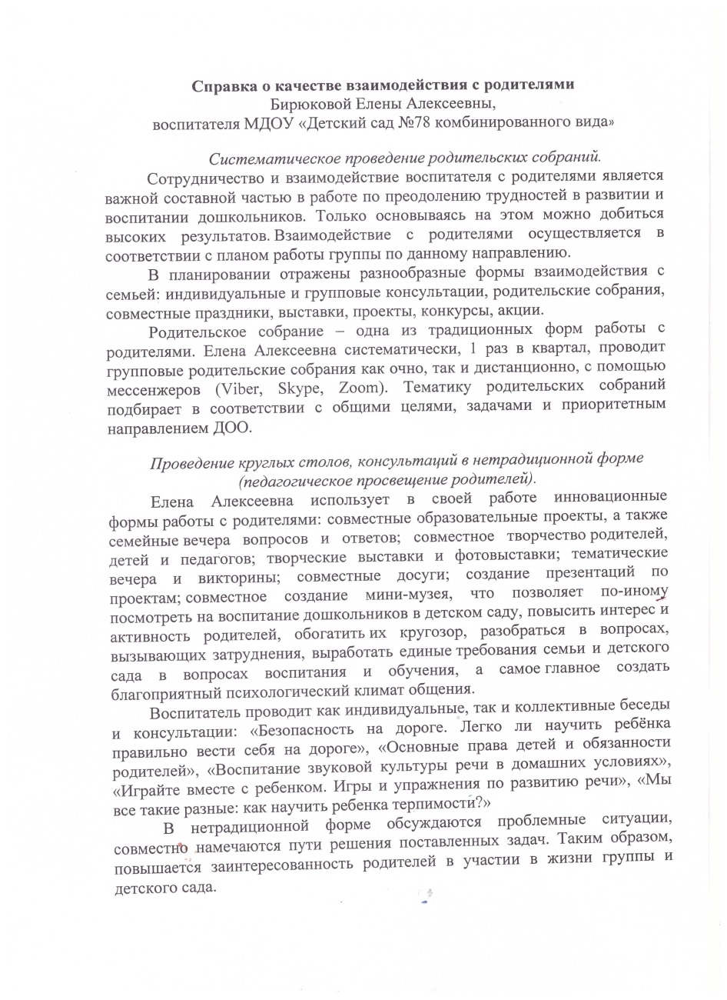 Справка о качестве взаимодействия с родителями
Бирюковой Елены Алексеевны,
воспитателя МДОУ «Детский сад №78 комбинированного вида»
Систематическое проведение родительских собраний.
Сотрудничество и взаимодействие воспитателя с родителями является
важной составной частью в работе по преодолению трудностей в развитии и
воспитании дошкольников. Только основываясь на этом можно добиться
высоких результатов. Взаимодействие с родителями осуществляется в
соответствии с планом работы группы по данному направлению.
В планировании отражены разнообразные формы взаимодействия с
семьей: индивидуальные и групповые консультации, родительские собрания,
совместные праздники, выставки, проекты, конкурсы, акции.
Родительское собрание – одна из традиционных форм работы с
родителями. Елена Алексеевна систематически, 1 раз в квартал, проводит
групповые родительские собрания как очно, так и дистанционно, с помощью
мессенжеров (Viber, Skype, Zoom). Тематику родительских собраний
подбирает в соответствии с общими целями, задачами и приоритетным
направлением ДОО.
Проведение круглых столов, консультаций в нетрадиционной форме
(педагогическое просвещение родителей).
Елена Алексеевна использует в своей работе инновационные
формы работы с родителями: совместные образовательные проекты, а также
семейные вечера вопросов и ответов; совместное творчество родителей,
детей и педагогов; творческие выставки и фотовыставки; тематические
вечера и викторины; совместные досуги; создание презентаций по
проектам; совместное создание мини-музея, что позволяет по-иному
посмотреть на воспитание дошкольников в детском саду, повысить интерес и
активность родителей, обогатить их кругозор, разобраться в вопросах,
вызывающих затруднения, выработать единые требования семьи и детского
сада в вопросах воспитания и обучения, а самое главное создать
благоприятный психологический климат общения.
Воспитатель проводит как индивидуальные, так и коллективные беседы
и консультации: «Безопасность на дороге. Легко ли научить ребёнка
правильно вести себя на дороге», «Основные права детей и обязанности
родителей», «Воспитание звуковой культуры речи в домашних условиях»,
«Играйте вместе с ребенком. Игры и упражнения по развитию речи», «Мы
все такие разные: как научить ребенка терпимости?»
В нетрадиционной форме обсуждаются проблемные ситуации,
совместно намечаются пути решения поставленных задач. Таким образом,
повышается заинтересованность родителей в участии в жизни группы и
детского сада.